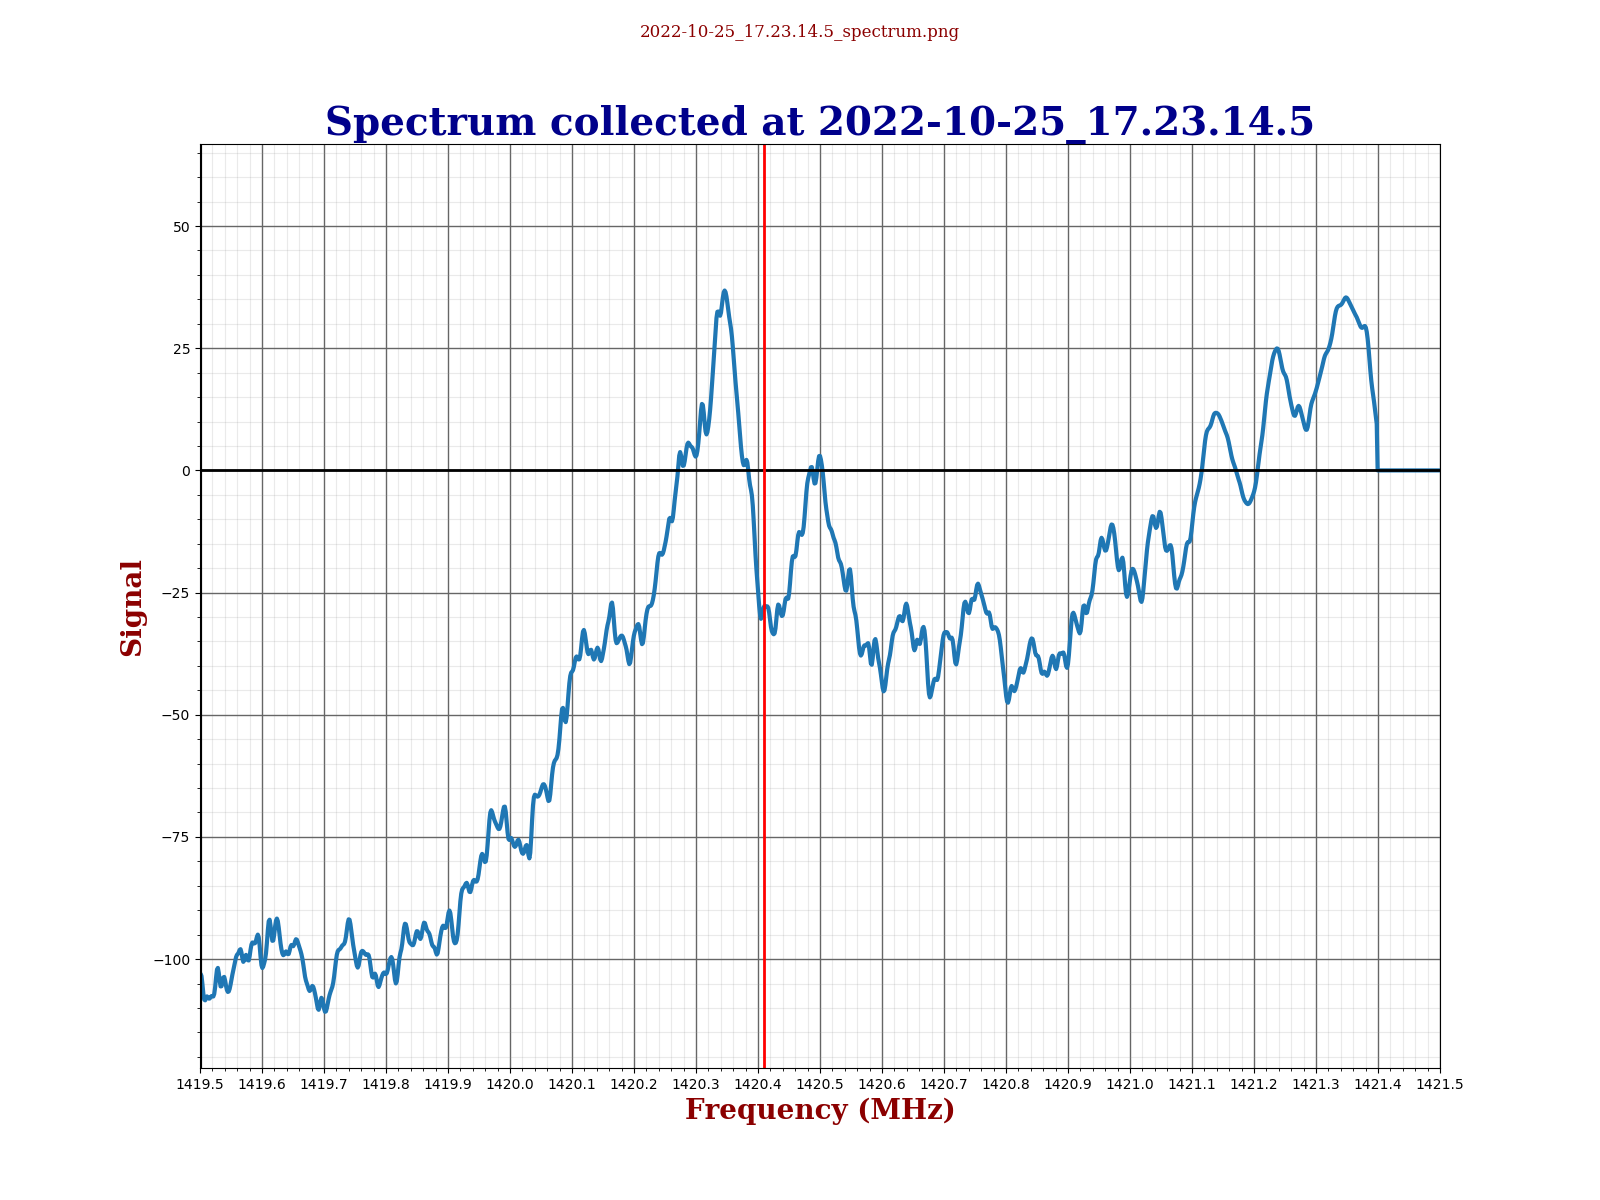 2022-10-25_17.23.14.5_spectrum.png
Spectrum collected at 2022-10-25_17.23.14.5
50
25
0
−25
−50
−75
−100
Signal
1419.5 1419.6 1419.7 1419.8 1419.9 1420.0 1420.1 1420.2 1420.3 1420.4 1420.5 1420.6 1420.7 1420.8 1420.9 1421.0 1421.1 1421.2 1421.3 1421.4 1421.5
Frequency (MHz)